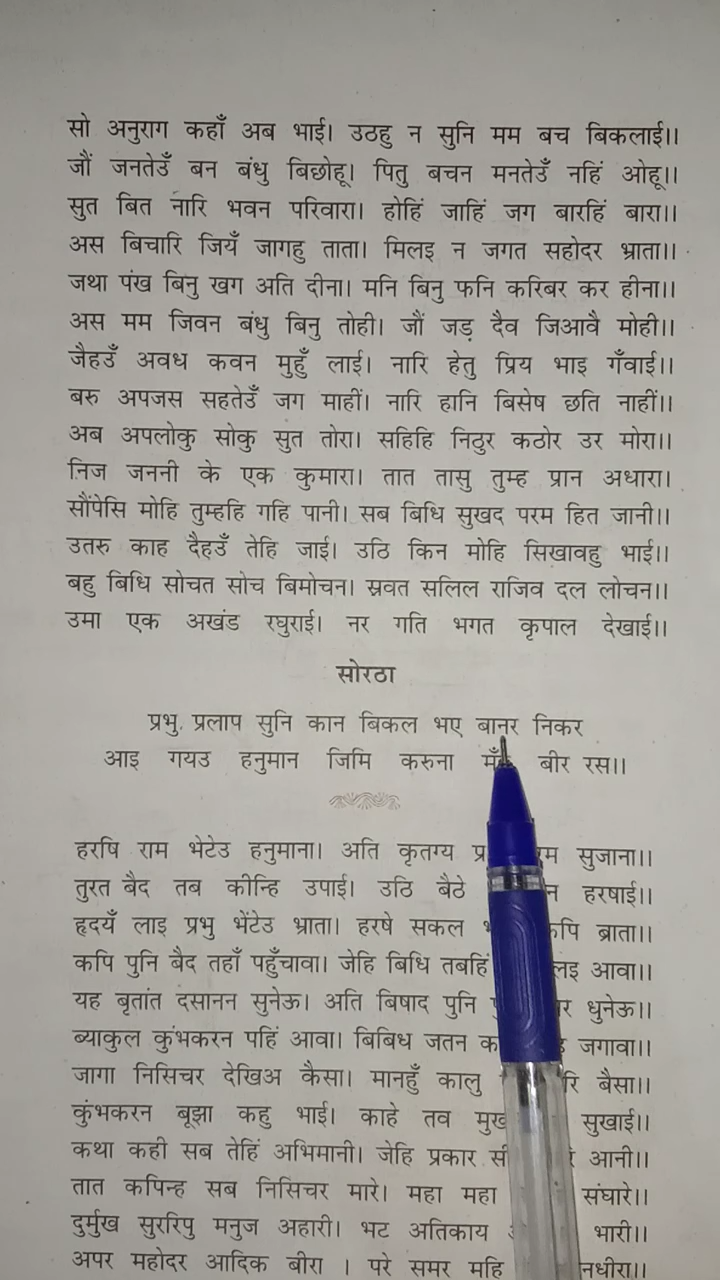 सो अनुराग कहाँ अब भाई। उठहु न सुनि मम बच बिकलाई।।
जौं जनतेउँ बन बंधु बिछोहू। पितु बचन मनतेउँ नहिं ओहू।।
सुत बित नारि भवन परिवारा। होहिं जाहिं जग बारहिं बारा।।
अस बिचारि जियँ जागहु ताता। मिलइ न जगत सहोदर भ्राता।।
जथा पंख बिनु खग अति दीना। मनि बिनु फनि करिबर कर हीना।।
अस मम जिवन बंधु बिनु तोही। जौं जड़ दैव जिआवै मोही।।
जैहउँ अवध कवन मुहुँ लाई। नारि हेतु प्रिय भाइ गँवाई।।
बरु अपजस सहतेउँ जग माहीं। नारि हानि बिसेष छति नाहीं।।
अब अपलोकु सोकु सुत तोरा। सहिहि निठुर कठोर उर मोरा।।
निज जननी के एक कुमारा। तात तासु तुम्ह प्रान अधारा।
सौंपेसि मोहि तुम्हहि गहि पानी। सब बिधि सुखद परम हित जानी।।
उतरु काह दैहउँ तेहि जाई। उठि किन मोहि सिखावहु भाई।।
बहु बिधि सोचत सोच बिमोचन। स्रवत सलिल राजिव दल लोचन।।
उमा एक अखंड रघुराई। नर गति भगत कृपाल देखाई।।
सोरठा
प्रभु प्रलाप सुनि कान बिकल भए बानर निकर
आइ गयउ हनुमान जिमि करुना बीर रस।।
हरषि राम भेटेउ हनुमाना। अति कृतग्य सुजाना।।
तुरत बैद तब कीन्हि उपाई। उठि बैठे हरषाई।।
हृदयँ लाइ प्रभु भेंटेउ भ्राता। हरषे सकल ब्राता।।
कपि पुनि बैद तहाँ पहुँचावा। जेहि बिधि तबहिं आवा।।
यह बृतांत दसानन सुनेऊ। अति बिषाद पुनि धुनेऊ।।
ब्याकुल कुंभकरन पहिं आवा। बिबिध जतन जगावा।।
जागा निसिचर देखिअ कैसा। मानहुँ कालु बैसा।।
कुंभकरन बूझा कहु भाई। काहे तव सुखाई।।
कथा कही सब तेहिं अभिमानी। जेहि प्रकार आनी।।
तात कपिन्ह सब निसिचर मारे। महा महा संघारे।।
दुर्मुख सुररिपु मनुज अहारी। भट अतिकाय भारी।।
अपर महोदर आदिक बीरा । परे समर महि